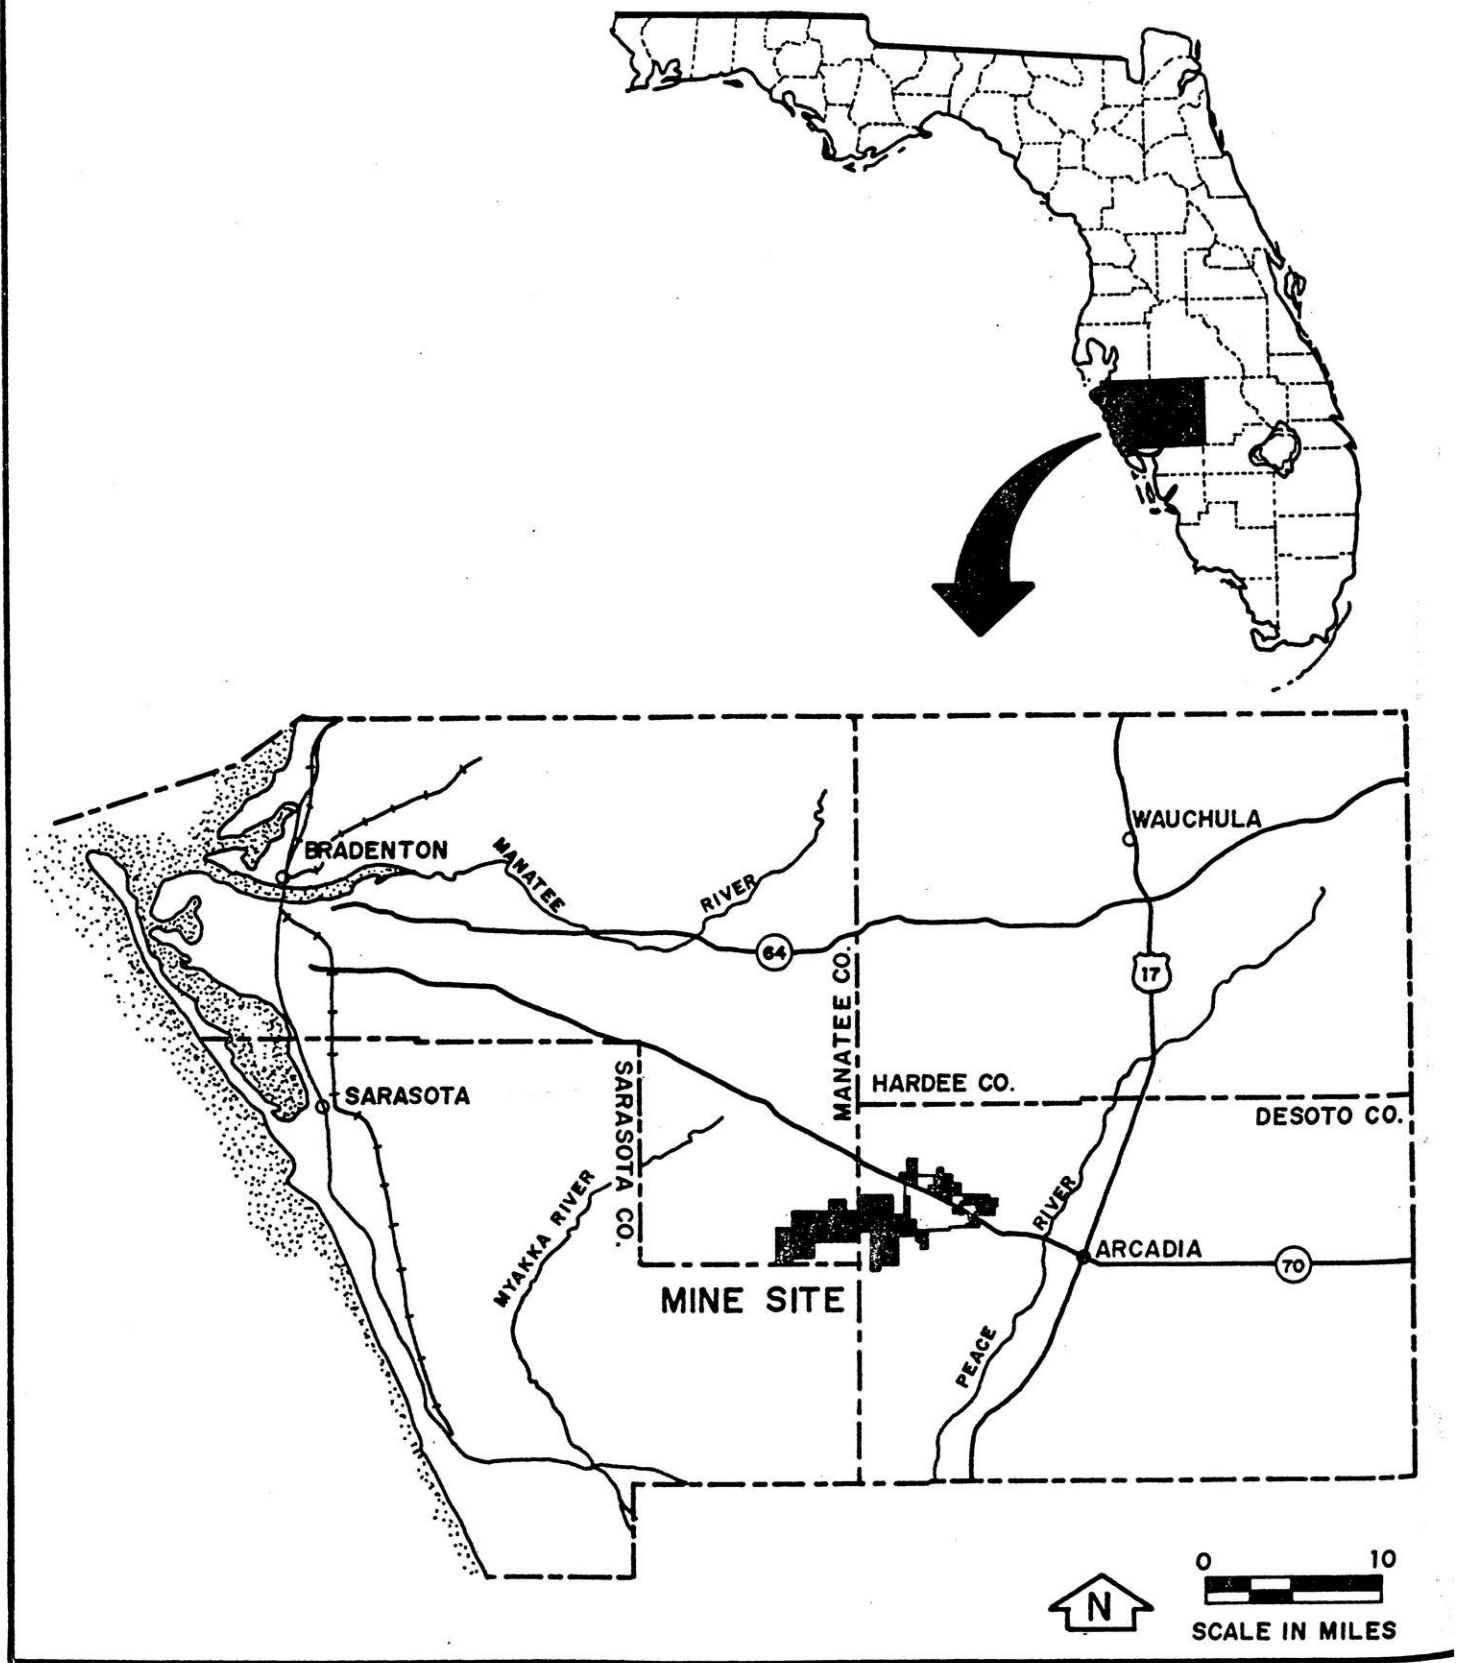 WAUCHULA
BRADENTON
MANATEE
RIVER
64
17
MANATEE CO.
SARASOTA
SARASOTA CO.
HARDEE CO.
DESOTO CO.
MYAKKA RIVER
RIVER
ARCADIA
70
MINE SITE
PEACE
0 10
N
SCALE IN MILES